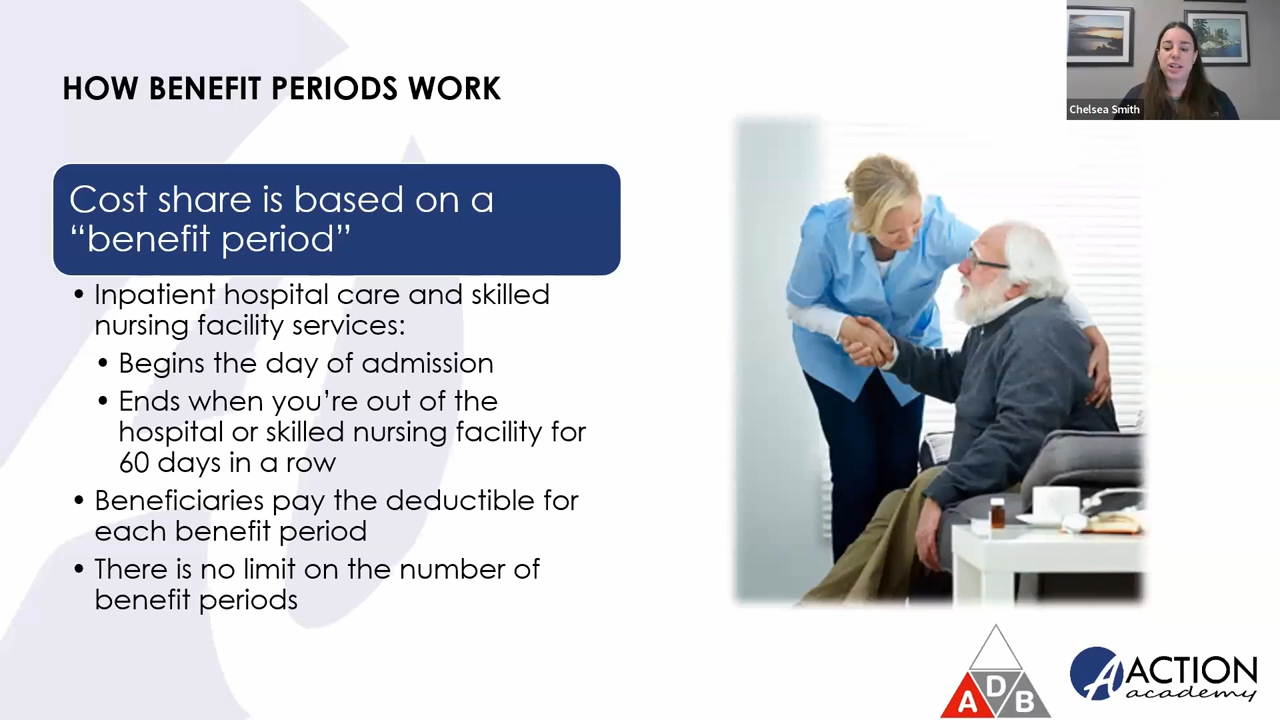 HOW BENEFIT PERIODS WORK
Chelsea Smith
Cost share is based on a
“benefit period”
• Inpatient hospital care and skilled
nursing facility services:
• Begins the day of admission
• Ends when you’re out of the
hospital or skilled nursing facility for
60 days in a row
• Beneficiaries pay the deductible for
each benefit period
• There is no limit on the number of
benefit periods
A D B
A ACTION
academy